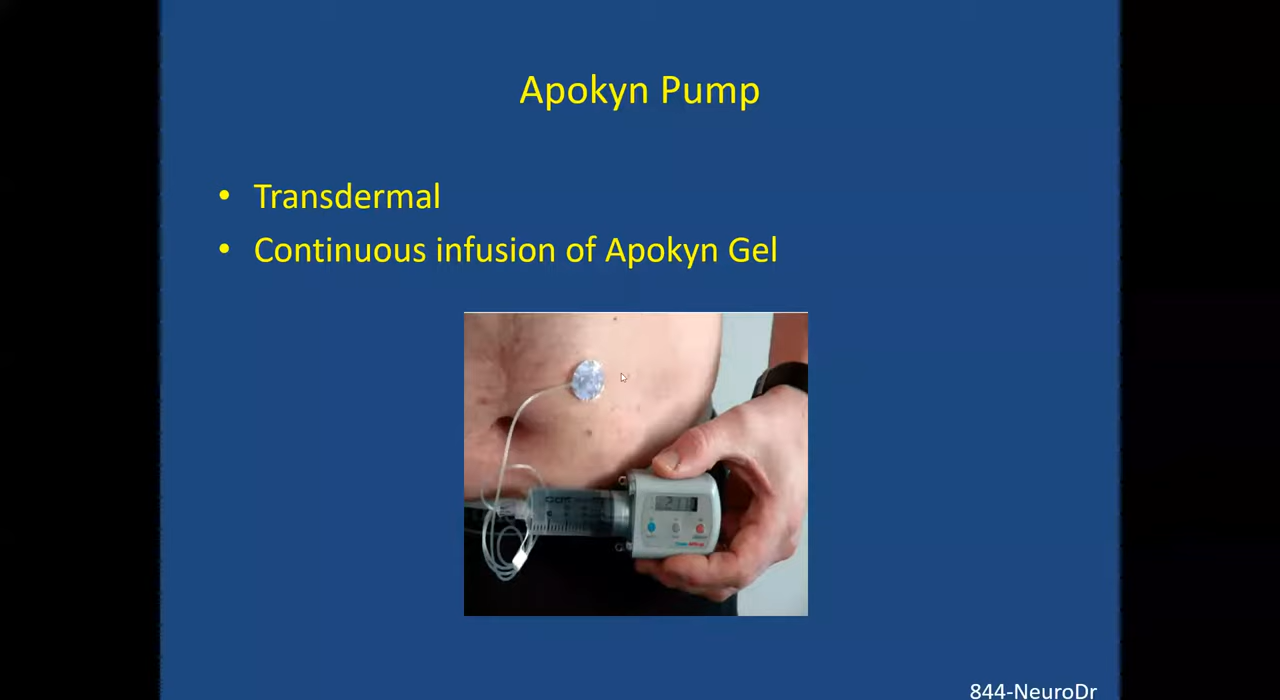 Apokyn Pump
• Transdermal
• Continuous infusion of Apokyn Gel
844-NeuroDr